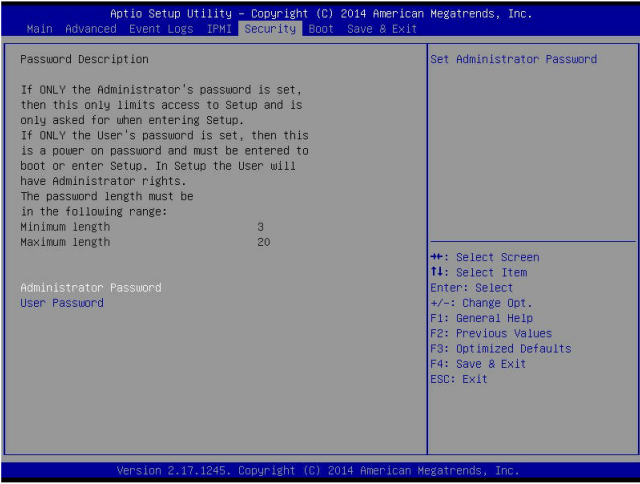 Aptio Setup Utility – Copyright (C) 2014 American Megatrends, Inc.
Main Advanced Event Logs IPMI Security Boot Save & Exit
Password Description
If ONLY the Administrator's password is set,
then this only limits access to Setup and is
only asked for when entering Setup.
If ONLY the User's password is set, then this
is a power on password and must be entered to
boot or enter Setup. In Setup the User will
have Administrator rights.
The password length must be
in the following range:
Minimum length 3
Maximum length 20
Administrator Password
User Password
Set Administrator Password
→←: Select Screen
↑↓: Select Item
Enter: Select
+/-: Change Opt.
F1: General Help
F2: Previous Values
F3: Optimized Defaults
F4: Save & Exit
ESC: Exit
Version 2.17.1245. Copyright (C) 2014 American Megatrends, Inc.